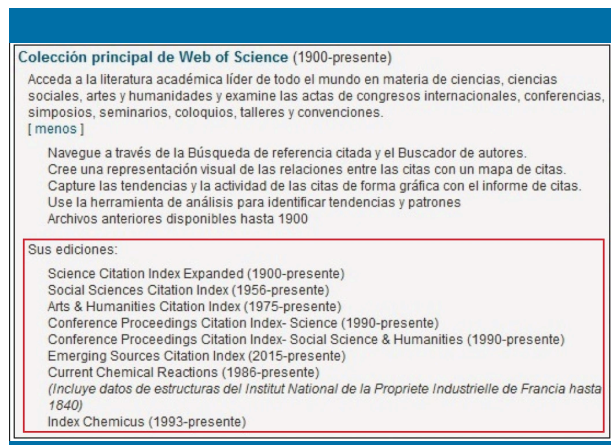 Colección principal de Web of Science (1900-presente)
Acceda a la literatura académica líder de todo el mundo en materia de ciencias, ciencias
sociales, artes y humanidades y examine las actas de congresos internacionales, conferencias,
simposios, seminarios, coloquios, talleres y convenciones.
[ menos ]
Navegue a través de la Búsqueda de referencia citada y el Buscador de autores.
Cree una representación visual de las relaciones entre las citas con un mapa de citas.
Capture las tendencias y la actividad de las citas de forma gráfica con el informe de citas.
Use la herramienta de análisis para identificar tendencias y patrones
Archivos anteriores disponibles hasta 1900
Sus ediciones:
Science Citation Index Expanded (1900-presente)
Social Sciences Citation Index (1956-presente)
Arts & Humanities Citation Index (1975-presente)
Conference Proceedings Citation Index- Science (1990-presente)
Conference Proceedings Citation Index- Social Science & Humanities (1990-presente)
Emerging Sources Citation Index (2015-presente)
Current Chemical Reactions (1986-presente)
(Incluye datos de estructuras del Institut National de la Propriete Industrielle de Francia hasta
1840)
Index Chemicus (1993-presente)